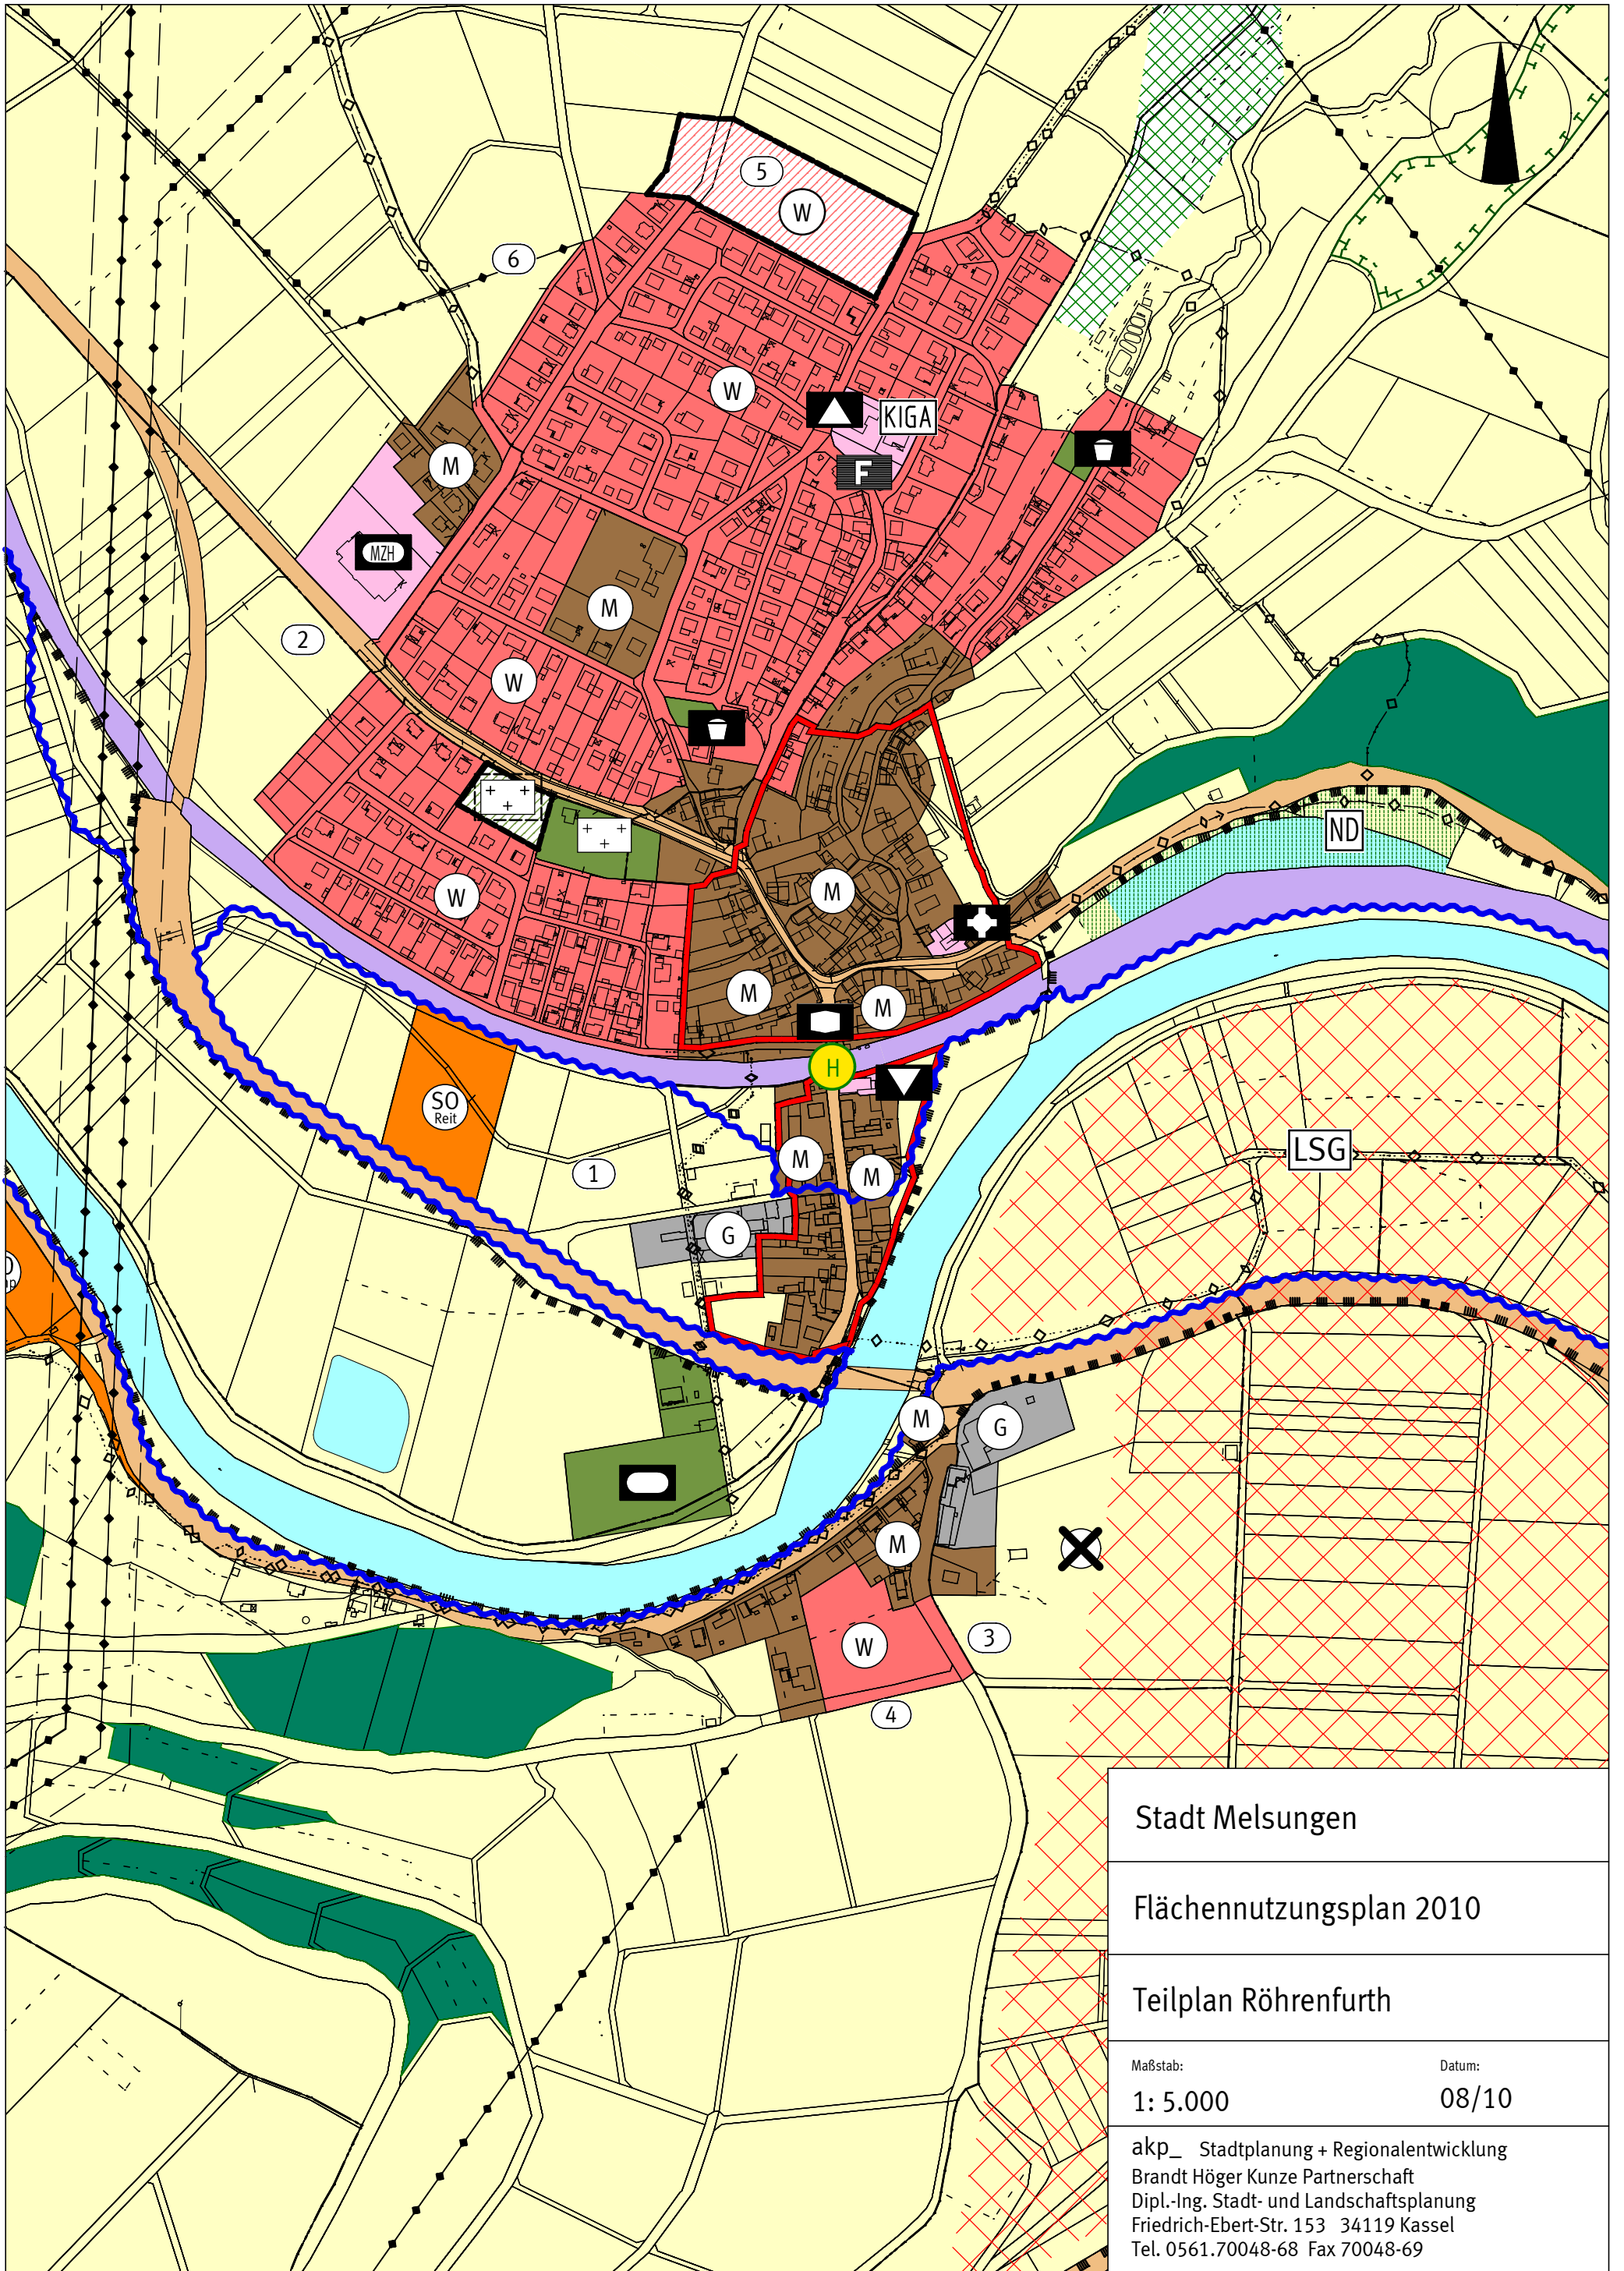 5
W
6
W
KIGA
F
M
MZH
M
2
W
ND
W
M
M
M
H
SO
Reit
LSG
1
M
M
G
M
G
M
W
3
4
Stadt Melsungen
Flächennutzungsplan 2010
Teilplan Röhrenfurth
Maßstab: Datum:
1: 5.000 08/10
akp_ Stadtplanung + Regionalentwicklung
Brandt Höger Kunze Partnerschaft
Dipl.-Ing. Stadt- und Landschaftsplanung
Friedrich-Ebert-Str. 153 34119 Kassel
Tel. 0561.70048-68 Fax 70048-69